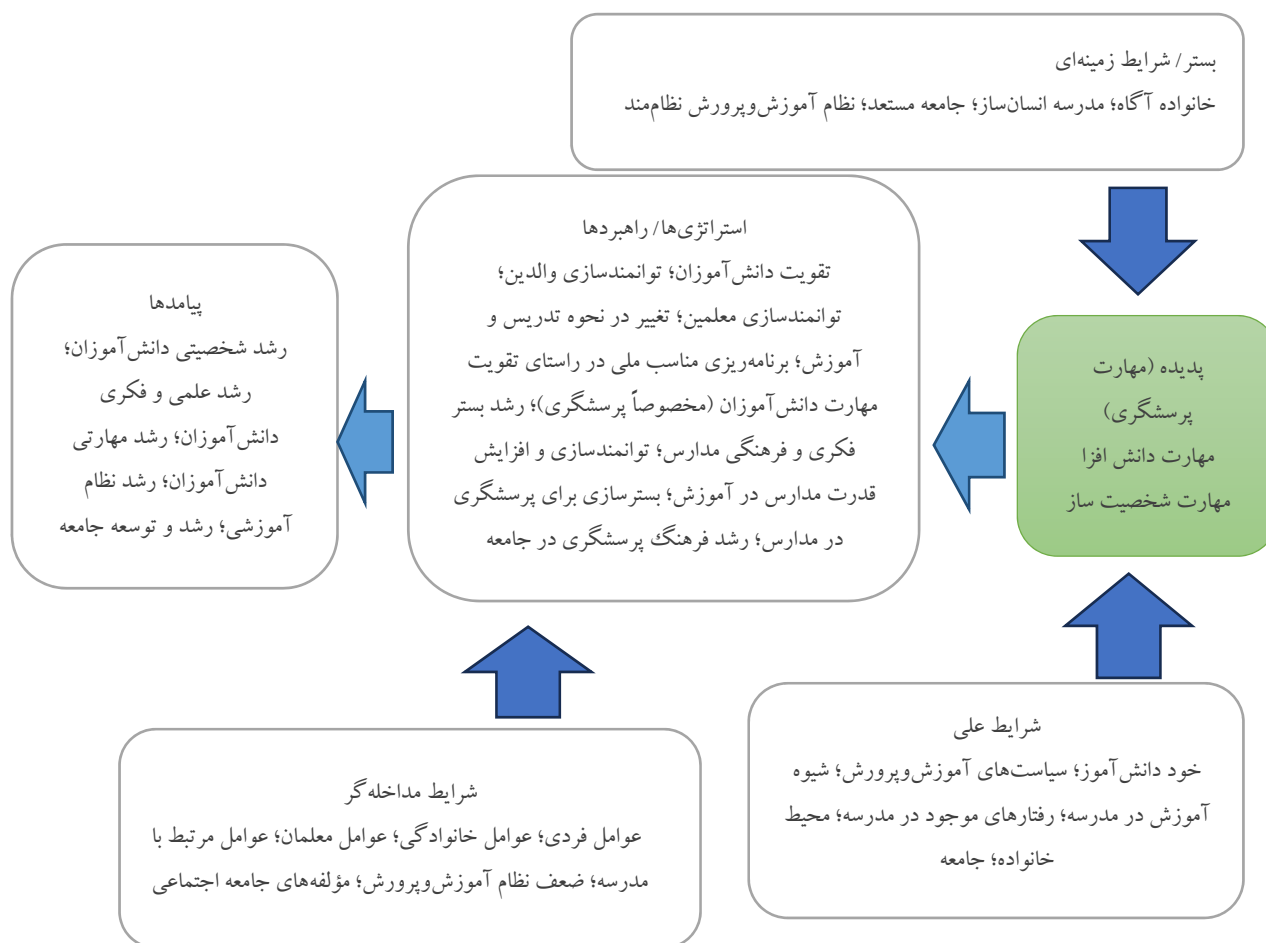 بستر/ شرایط زمینه‌ای
خانواده آگاه؛ مدرسه انسان‌ساز؛ جامعه مستعد؛ نظام آموزش‌وپرورش نظام‌مند
پدیده (مهارت
پرسشگری)
مهارت دانش افزا
مهارت شخصیت ساز
استراتژی‌ها/ راهبردها
تقویت دانش‌آموزان؛ توانمندسازی والدین؛
توانمندسازی معلمین؛ تغییر در نحوه تدریس و
آموزش؛ برنامه‌ریزی مناسب ملی در راستای تقویت
مهارت دانش‌آموزان (مخصوصاً پرسشگری)؛ رشد بستر
فکری و فرهنگی مدارس؛ توانمندسازی و افزایش
قدرت مدارس در آموزش؛ بسترسازی برای پرسشگری
در مدارس؛ رشد فرهنگ پرسشگری در جامعه
پیامدها
رشد شخصیتی دانش‌آموزان؛
رشد علمی و فکری
دانش‌آموزان؛ رشد مهارتی
دانش‌آموزان؛ رشد نظام
آموزشی؛ رشد و توسعه جامعه
شرایط علی
خود دانش‌آموز؛ سیاست‌های آموزش‌وپرورش؛ شیوه
آموزش در مدرسه؛ رفتارهای موجود در مدرسه؛ محیط
خانواده؛ جامعه
شرایط مداخله‌گر
عوامل فردی؛ عوامل خانوادگی؛ عوامل معلمان؛ عوامل مرتبط با
مدرسه؛ ضعف نظام آموزش‌وپرورش؛ مؤلفه‌های جامعه اجتماعی